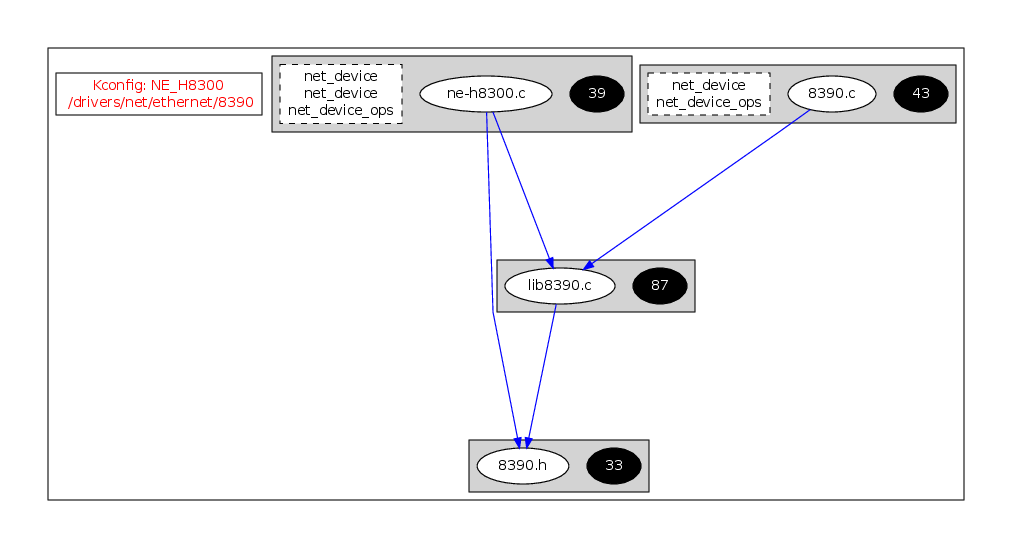 Kconfig: NE_H8300
/drivers/net/ethernet/8390
net_device
net_device
net_device_ops
ne-h8300.c
39
net_device
net_device_ops
8390.c
43
lib8390.c
87
8390.h
33